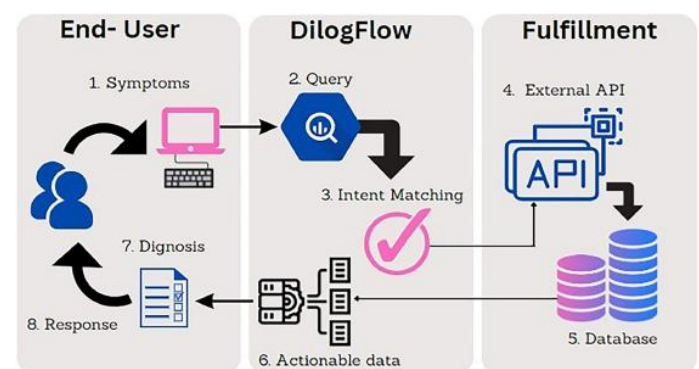 End- User
DilogFlow
Fulfillment
1. Symptoms
2. Query
4. External API
API
3. Intent Matching
7. Dignosis
8. Response
6. Actionable data
5. Database